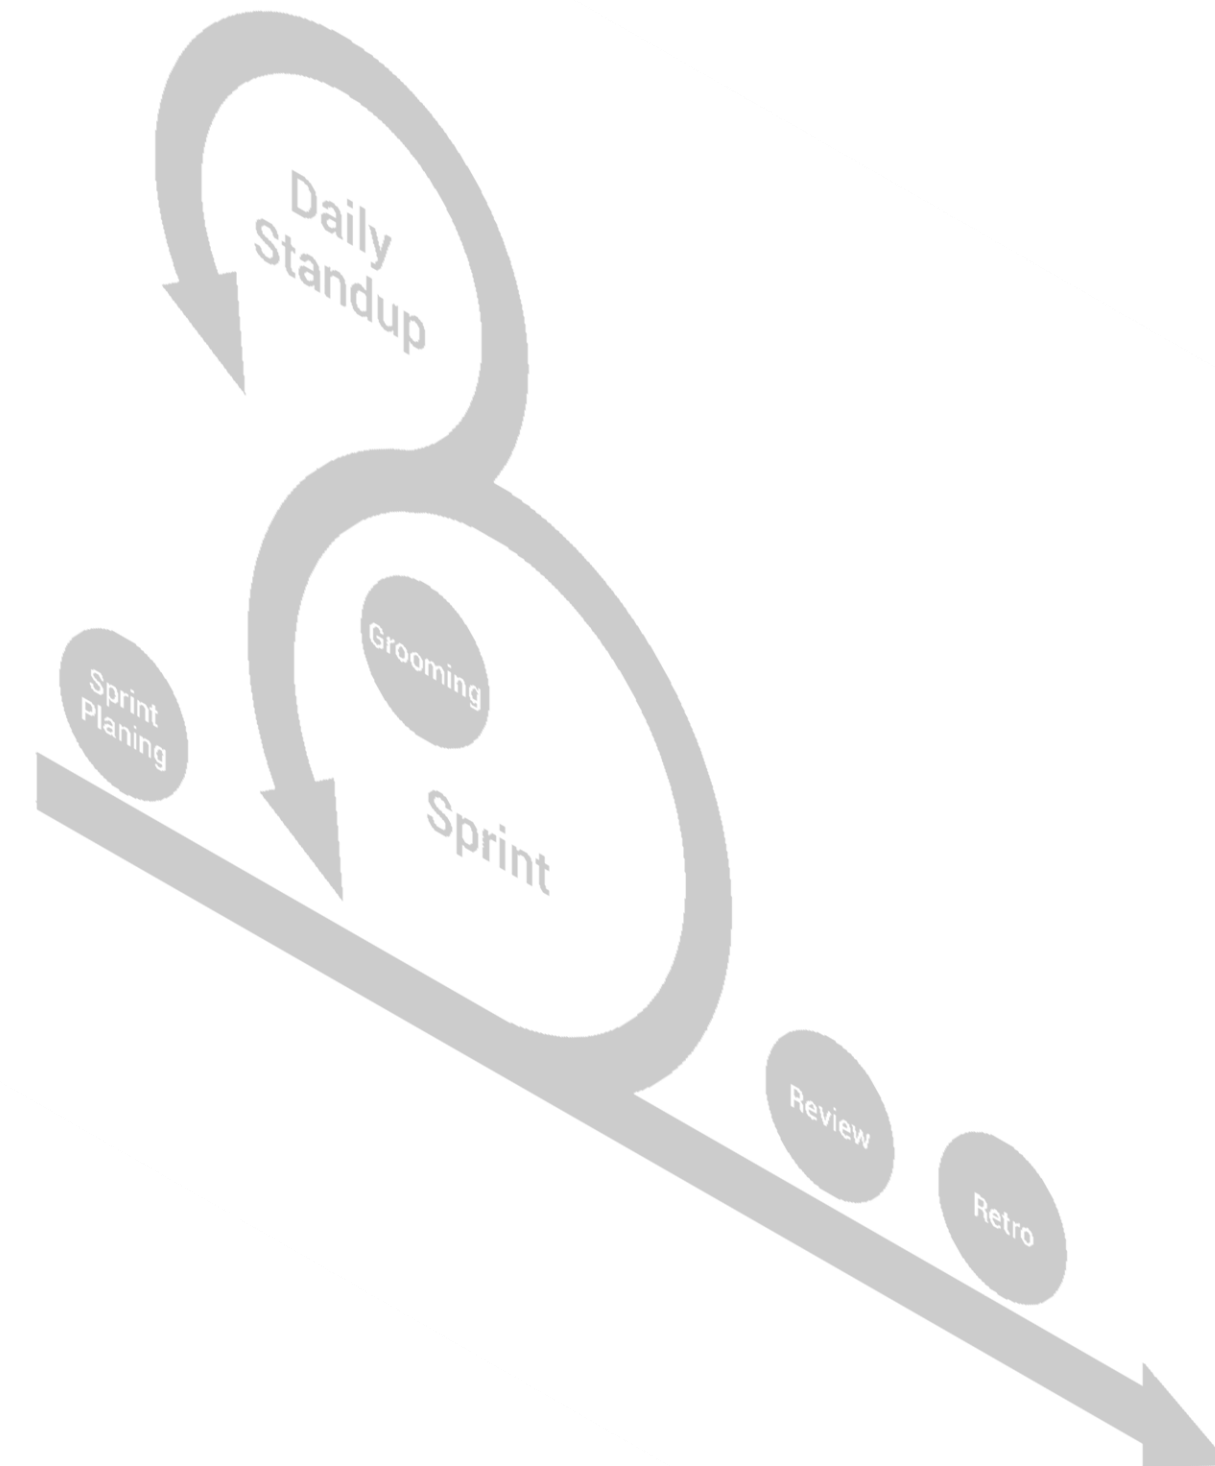 Daily
Standup
Grooming
Sprint
Planing
Sprint
Review
Retro